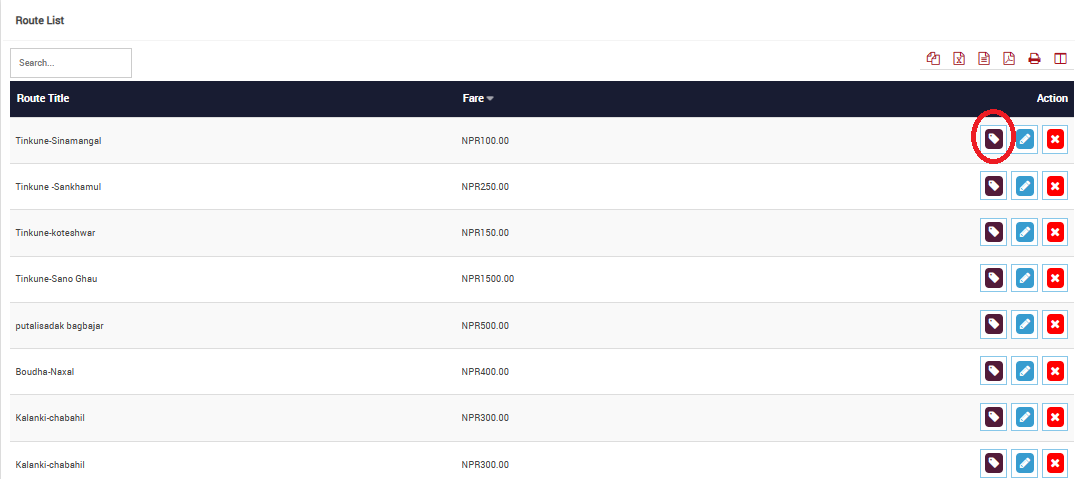 Route List
Search...
Route Title Fare Action
Tinkune-Sinamangal NPR100.00
Tinkune -Sankhamul NPR250.00
Tinkune-koteshwar NPR150.00
Tinkune-Sano Ghau NPR1500.00
putalisadak bagbajar NPR500.00
Boudha-Naxal NPR400.00
Kalanki-chabahil NPR300.00
Kalanki-chabahil NPR300.00